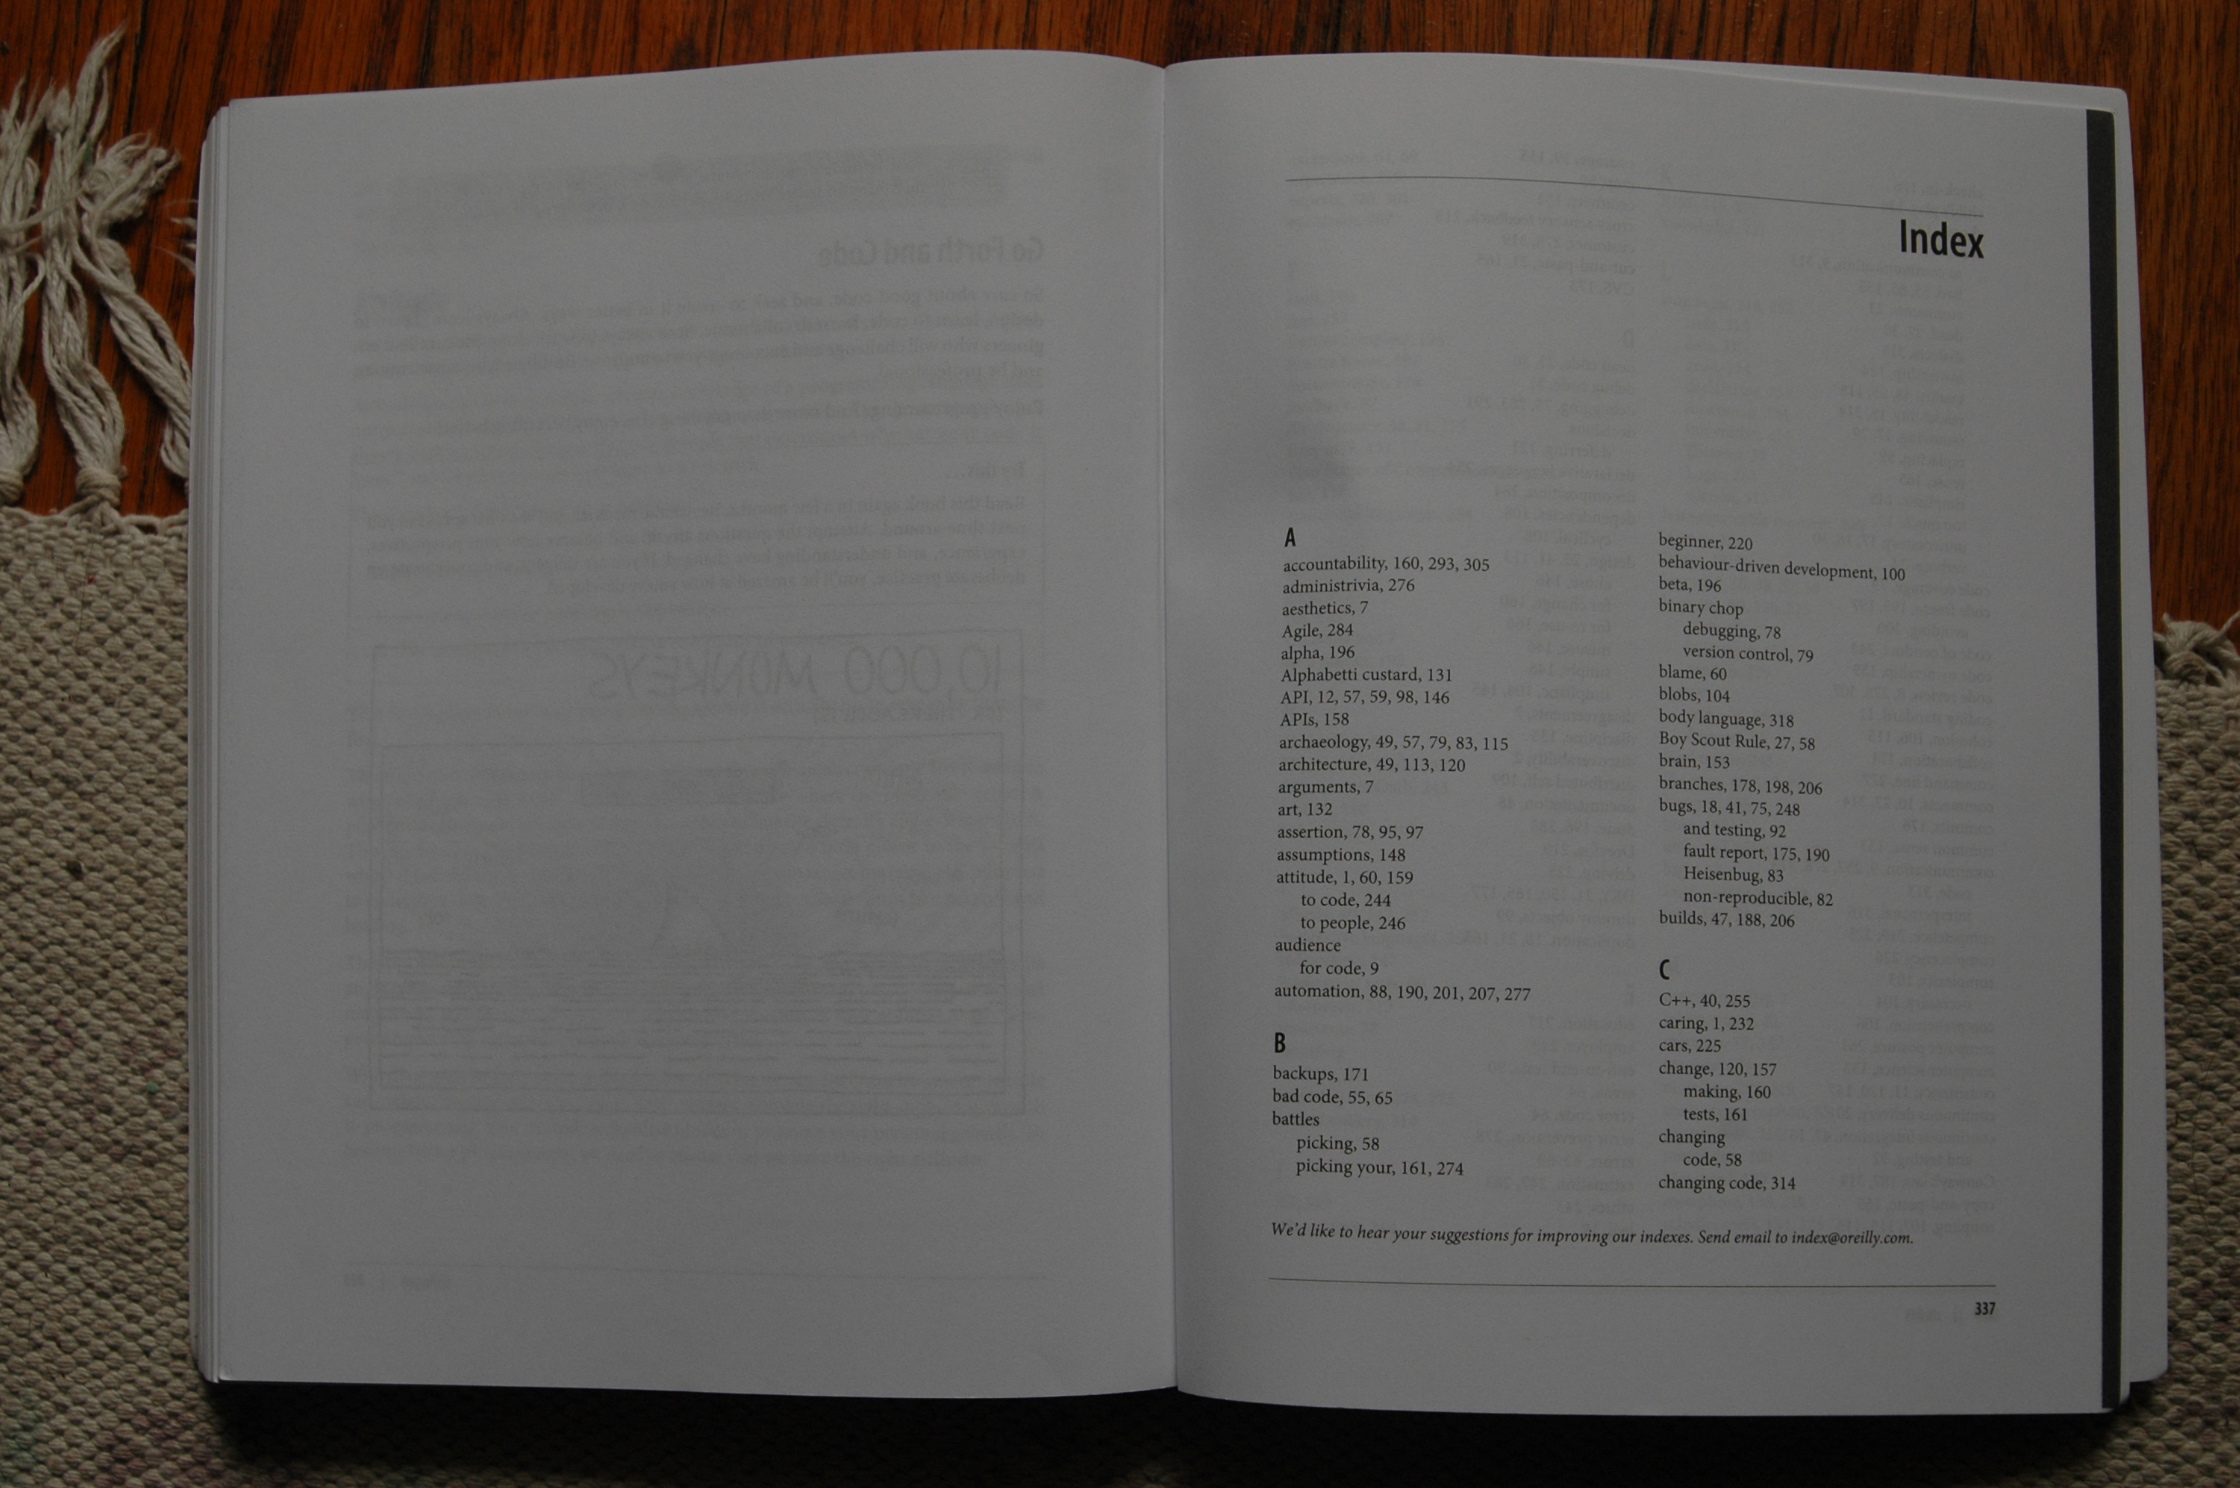 Index
A
accountability, 160, 293, 305
administrivia, 276
aesthetics, 7
Agile, 284
alpha, 196
Alphabetti custard, 131
API, 12, 57, 59, 98, 146
APIs, 158
archaeology, 49, 57, 79, 83, 115
architecture, 49, 113, 120
arguments, 7
art, 132
assertion, 78, 95, 97
assumptions, 148
attitude, 1, 60, 159
to code, 244
to people, 246
audience
for code, 9
automation, 88, 190, 201, 207, 277
B
backups, 171
bad code, 55, 65
battles
picking, 58
picking your, 161, 274
beginner, 220
behaviour-driven development, 100
beta, 196
binary chop
debugging, 78
version control, 79
blame, 60
blobs, 104
body language, 318
Boy Scout Rule, 27, 58
brain, 153
branches, 178, 198, 206
bugs, 18, 41, 75, 248
and testing, 92
fault report, 175, 190
Heisenbug, 83
non-reproducible, 82
builds, 47, 188, 206
C
C++, 40, 255
caring, 1, 232
cars, 225
change, 120, 157
making, 160
tests, 161
changing
code, 58
changing code, 314
We'd like to hear your suggestions for improving our indexes. Send email to index@oreilly.com.
337
Go Forth and Code
10,000 MONKEYS